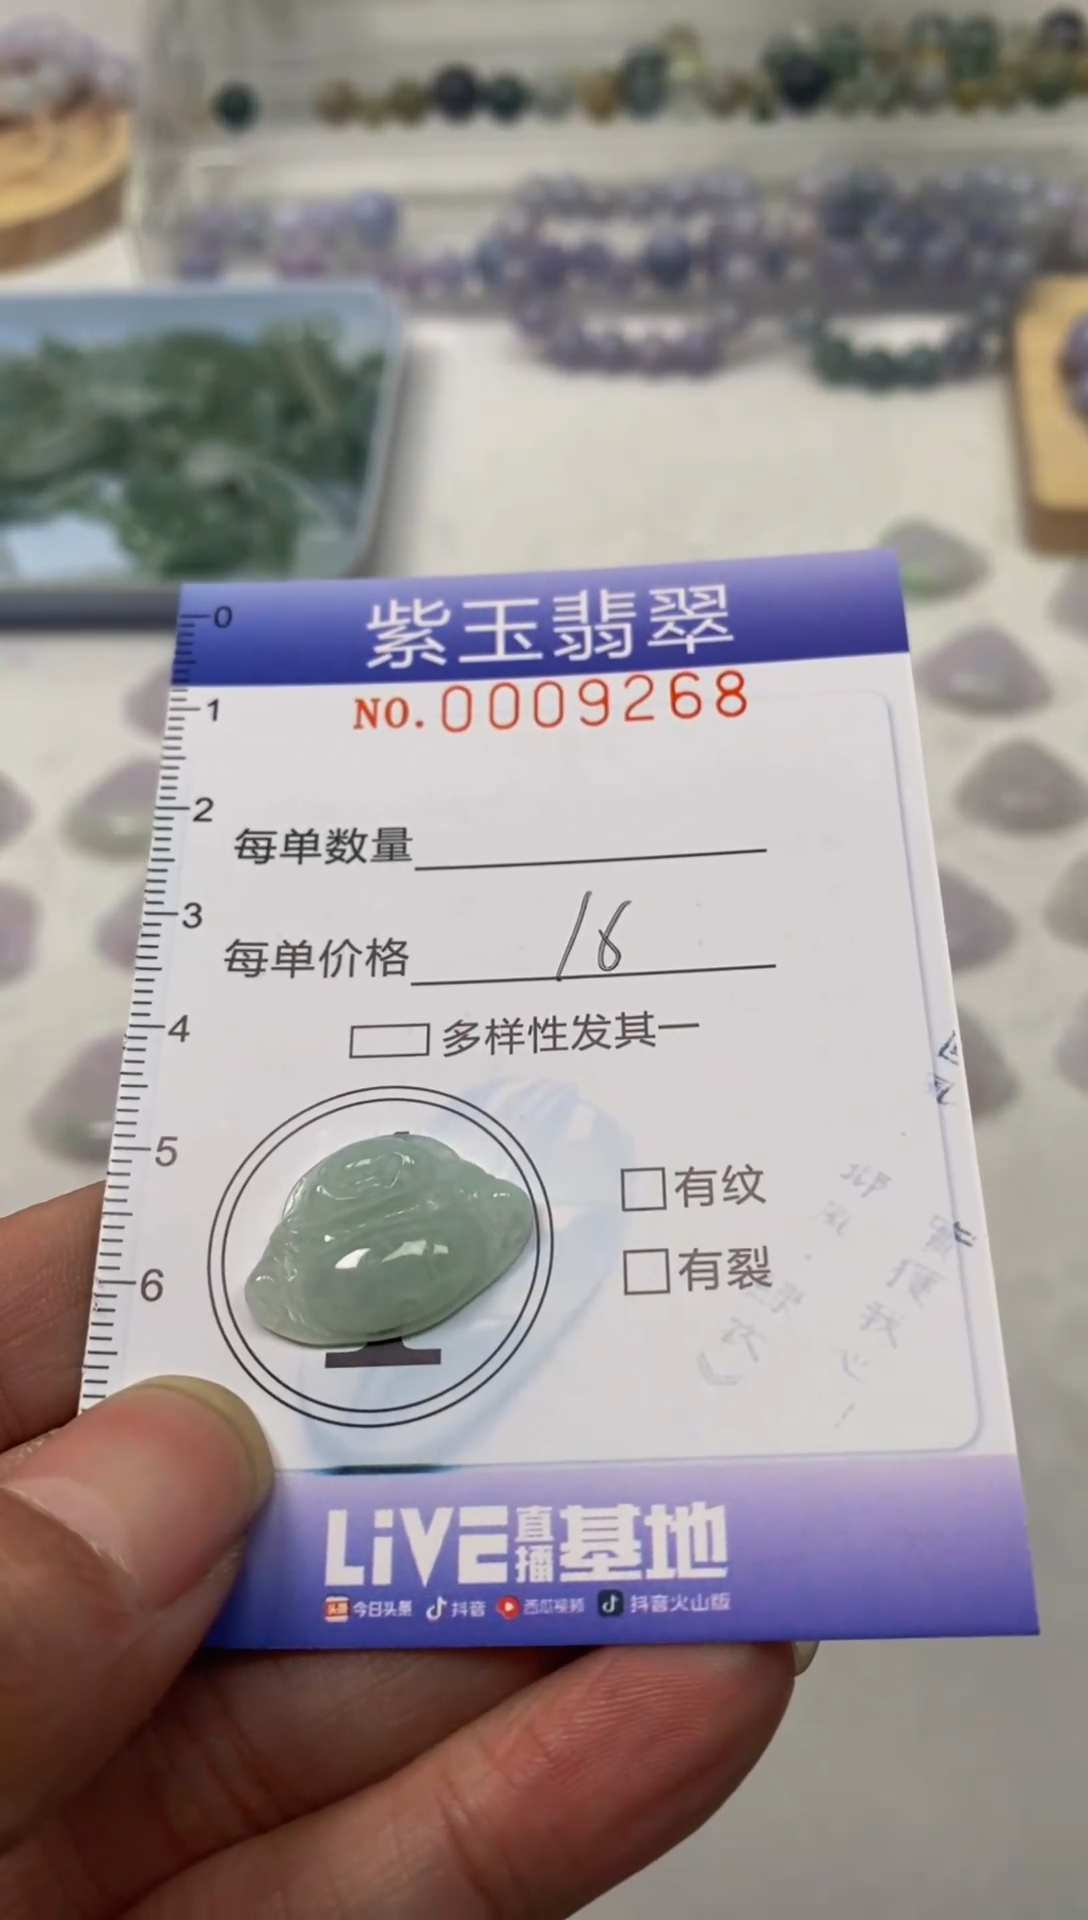 紫玉翡翠
NO. 0009268
0
1
2
3
4
5
6
每单数量
每单价格 18
多样性发其一
有纹
有裂
LiVE直播基地
头条 今日头条 抖音 西瓜视频 抖音火山版